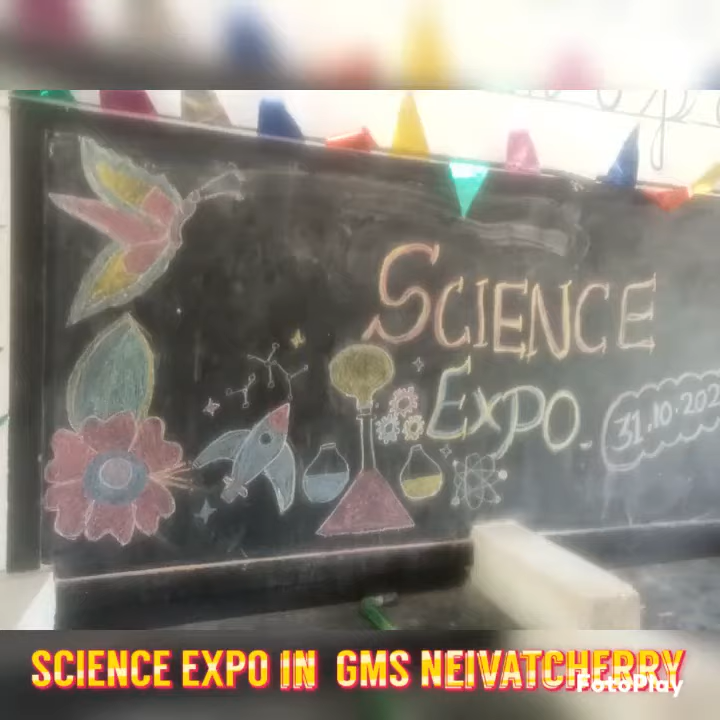 SCIENCE
EXPO
31.10.202
SCIENCE EXPO IN GMS NEIVATCHERRY
FotoPlay